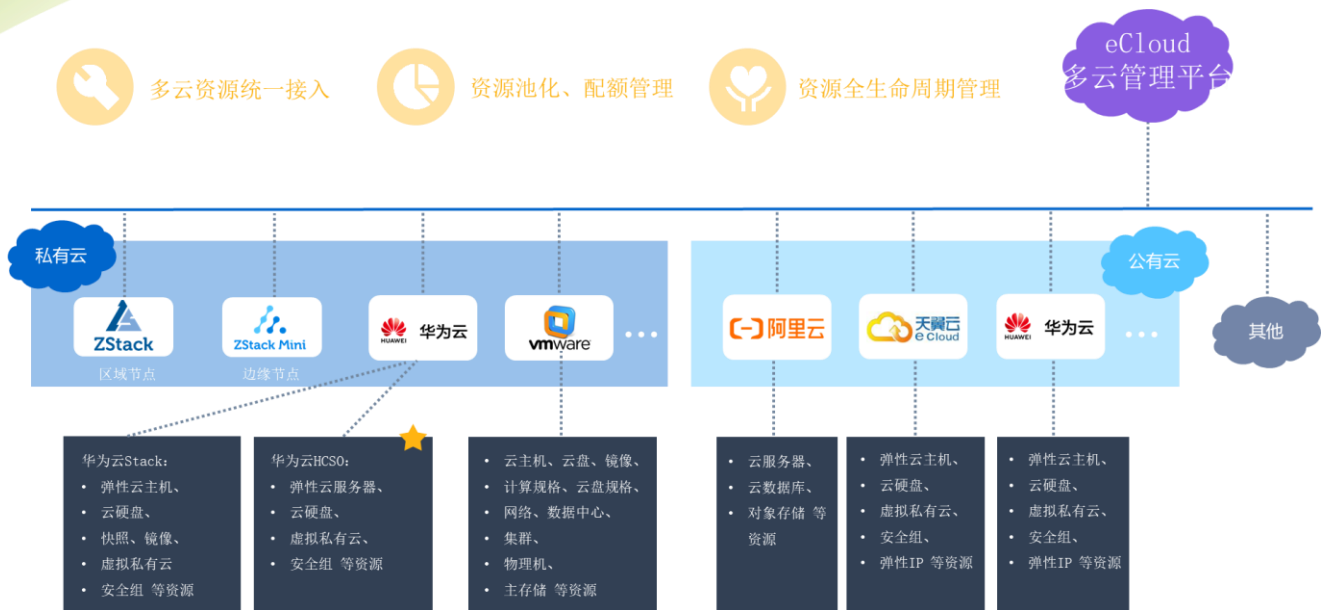 eCloud
多云管理平台
多云资源统一接入
资源池化、配额管理
资源全生命周期管理
私有云
公有云
ZStack
ZStack Mini
HUAWEI
华为云
vmware
...
阿里云
天翼云
e Cloud
HUAWEI
华为云
...
其他
区域节点
边缘节点
华为云Stack:
• 弹性云主机、
• 云硬盘、
• 快照、镜像、
• 虚拟私有云
• 安全组 等资源
华为云HCSO:
• 弹性云服务器、
• 云硬盘、
• 虚拟私有云、
• 安全组 等资源
• 云主机、云盘、镜像、
• 计算规格、云盘规格、
• 网络、数据中心、
• 集群、
• 物理机、
• 主存储 等资源
• 云服务器、
• 云数据库、
• 对象存储 等
资源
• 弹性云主机、
• 云硬盘、
• 虚拟私有云、
• 安全组、
• 弹性IP 等资源
• 弹性云主机、
• 云硬盘、
• 虚拟私有云、
• 安全组、
• 弹性IP 等资源